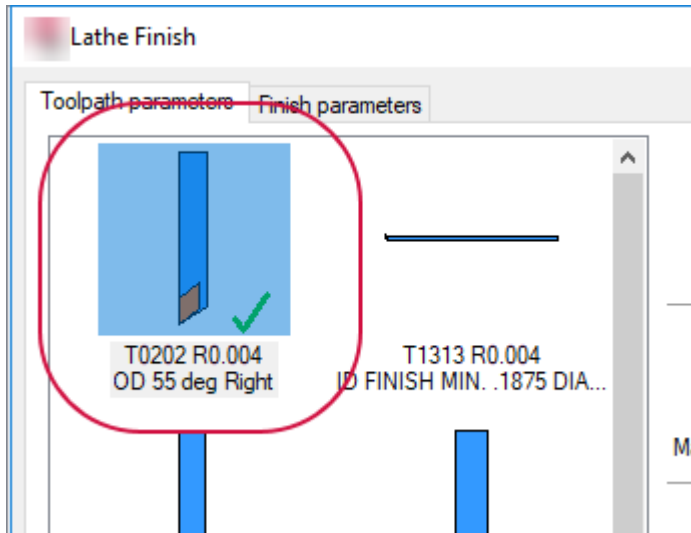 Lathe Finish
Toolpath parameters
Finish parameters
T0202 R0.004
OD 55 deg Right
T1313 R0.004
ID FINISH MIN. .1875 DIA...